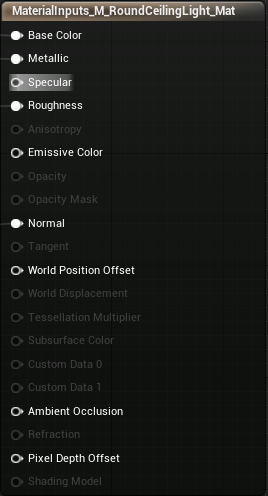 MaterialInputs_M_RoundCeilingLight_Mat
Base Color
Metallic
Specular
Roughness
Anisotropy
Emissive Color
Opacity
Opacity Mask
Normal
Tangent
World Position Offset
World Displacement
Tessellation Multiplier
Subsurface Color
Custom Data 0
Custom Data 1
Ambient Occlusion
Refraction
Pixel Depth Offset
Shading Model